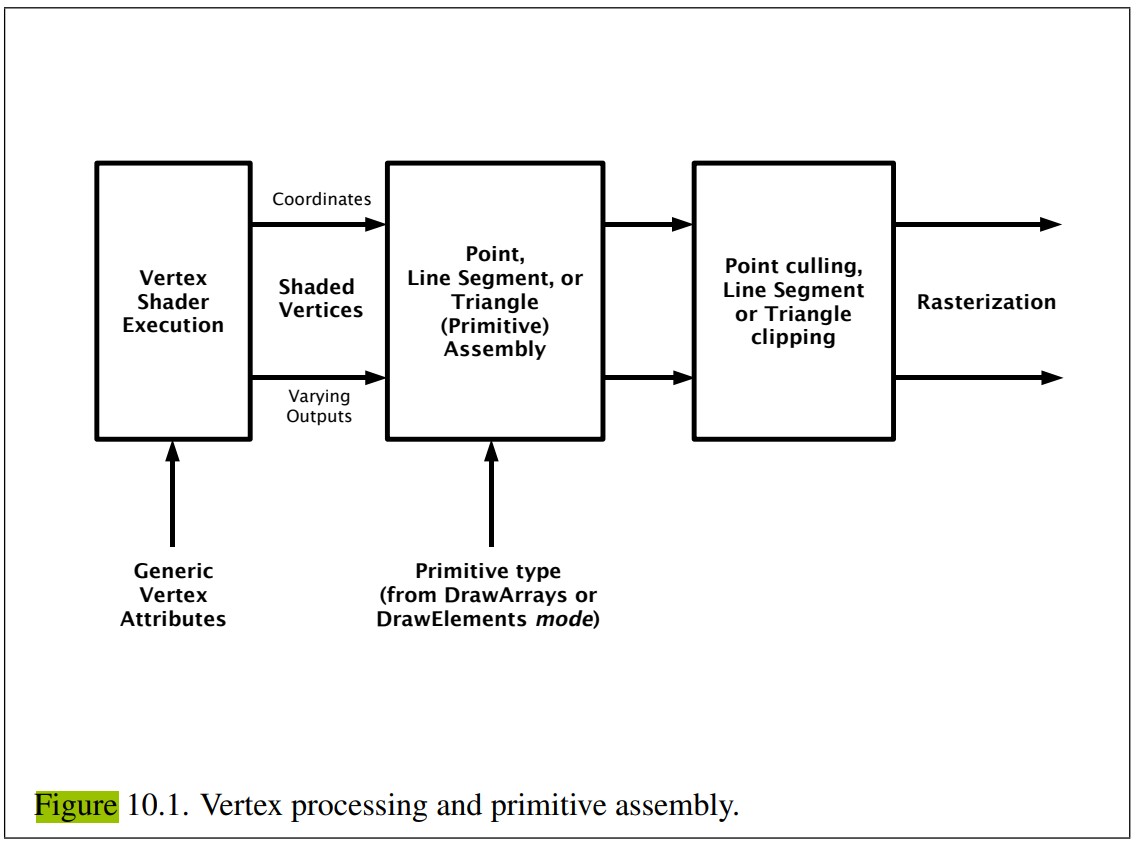 Coordinates
Vertex
Shader
Execution
Shaded
Vertices
Point,
Line Segment, or
Triangle
(Primitive)
Assembly
Point culling,
Line Segment
or Triangle
clipping
Rasterization
Varying
Outputs
Generic
Vertex
Attributes
Primitive type
(from DrawArrays or
DrawElements mode)
Figure 10.1. Vertex processing and primitive assembly.